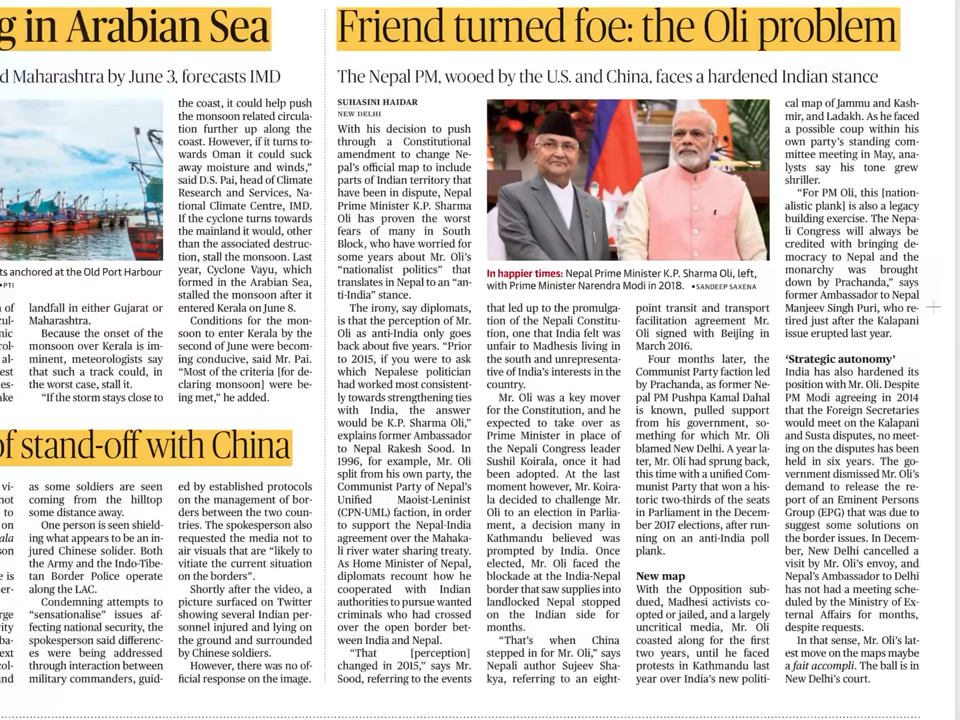 g in Arabian Sea
d Maharashtra by June 3, forecasts IMD
ts anchored at the Old Port Harbour
• PTI
landfall in either Gujarat or
Maharashtra.
Because the onset of the
monsoon over Kerala is im-
minent, meteorologists say
that such a track could, in
the worst case, stall it.
“If the storm stays close to
the coast, it could help push
the monsoon related circula-
tion further up along the
coast. However, if it turns to-
wards Oman it could suck
away moisture and winds,”
said D.S. Pai, head of Climate
Research and Services, Na-
tional Climate Centre, IMD.
If the cyclone turns towards
the mainland it would, other
than the associated destruc-
tion, stall the monsoon. Last
year, Cyclone Vayu, which
formed in the Arabian Sea,
stalled the monsoon after it
entered Kerala on June 8.
Conditions for the mon-
soon to enter Kerala by the
second of June were becom-
ing conducive, said Mr. Pai.
“Most of the criteria [for de-
claring monsoon] were be-
ing met,” he added.
of stand-off with China
as some soldiers are seen
coming from the hilltop
some distance away.
One person is seen shield-
ing what appears to be an in-
jured Chinese solider. Both
the Army and the Indo-Tibe-
tan Border Police operate
along the LAC.
Condemning attempts to
“sensationalise” issues af-
fecting national security, the
spokesperson said differenc-
es were being addressed
through interaction between
military commanders, guid-
ed by established protocols
on the management of bor-
ders between the two coun-
tries. The spokesperson also
requested the media not to
air visuals that are “likely to
vitiate the current situation
on the borders”.
Shortly after the video, a
picture surfaced on Twitter
showing several Indian per-
sonnel injured and lying on
the ground and surrounded
by Chinese soldiers.
However, there was no of-
ficial response on the image.
Friend turned foe: the Oli problem
The Nepal PM, wooed by the U.S. and China, faces a hardened Indian stance
SUHASINI HAIDAR
NEW DELHI
With his decision to push
through a Constitutional
amendment to change Ne-
pal’s official map to include
parts of Indian territory that
have been in dispute, Nepal
Prime Minister K.P. Sharma
Oli has proven the worst
fears of many in South
Block, who have worried for
some years about Mr. Oli’s
“nationalist politics” that
translates in Nepal to an “an-
ti-India” stance.
The irony, say diplomats,
is that the perception of Mr.
Oli as anti-India only goes
back about five years. “Prior
to 2015, if you were to ask
which Nepalese politician
had worked most consistent-
ly towards strengthening ties
with India, the answer
would be K.P. Sharma Oli,”
explains former Ambassador
to Nepal Rakesh Sood. In
1996, for example, Mr. Oli
split from his own party, the
Communist Party of Nepal’s
Unified Maoist-Leninist
(CPN-UML) faction, in order
to support the Nepal-India
agreement over the Mahaka-
li river water sharing treaty.
As Home Minister of Nepal,
diplomats recount how he
cooperated with Indian
authorities to pursue wanted
criminals who had crossed
over the open border bet-
ween India and Nepal.
“That [perception]
changed in 2015,” says Mr.
Sood, referring to the events
In happier times: Nepal Prime Minister K.P. Sharma Oli, left,
with Prime Minister Narendra Modi in 2018. • SANDEEP SAXENA
that led up to the promulga-
tion of the Nepali Constitu-
tion, one that India felt was
unfair to Madhesis living in
the south and unrepresenta-
tive of India’s interests in the
country.
Mr. Oli was a key mover
for the Constitution, and he
expected to take over as
Prime Minister in place of
the Nepali Congress leader
Sushil Koirala, once it had
been adopted. At the last
moment however, Mr. Koira-
la decided to challenge Mr.
Oli to an election in Parlia-
ment, a decision many in
Kathmandu believed was
prompted by India. Once
elected, Mr. Oli faced the
blockade at the India-Nepal
border that saw supplies into
landlocked Nepal stopped
on the Indian side for
months.
“That’s when China
stepped in for Mr. Oli,” says
Nepali author Sujeev Sha-
kya, referring to an eight-
point transit and transport
facilitation agreement Mr.
Oli signed with Beijing in
March 2016.
Four months later, the
Communist Party faction led
by Prachanda, as former Ne-
pal PM Pushpa Kamal Dahal
is known, pulled support
from his government, so-
mething for which Mr. Oli
blamed New Delhi. A year la-
ter, Mr. Oli had sprung back,
this time with a unified Com-
munist Party that won a his-
toric two-thirds of the seats
in Parliament in the Decem-
ber 2017 elections, after run-
ning on an anti-India poll
plank.
New map
With the Opposition sub-
dued, Madhesi activists co-
opted or jailed, and a largely
uncritical media, Mr. Oli
coasted along for the first
two years, until he faced
protests in Kathmandu last
year over India’s new politi-
cal map of Jammu and Kash-
mir, and Ladakh. As he faced
a possible coup within his
own party’s standing com-
mittee meeting in May, ana-
lysts say his tone grew
shriller.
“For PM Oli, this [nation-
alistic plank] is also a legacy
building exercise. The Nepa-
li Congress will always be
credited with bringing de-
mocracy to Nepal and the
monarchy was brought
down by Prachanda,” says
former Ambassador to Nepal
Manjeev Singh Puri, who re-
tired just after the Kalapani
issue erupted last year.
‘Strategic autonomy’
India has also hardened its
position with Mr. Oli. Despite
PM Modi agreeing in 2014
that the Foreign Secretaries
would meet on the Kalapani
and Susta disputes, no meet-
ing on the disputes has been
held in six years. The go-
vernment dismissed Mr. Oli’s
demand to release the re-
port of an Eminent Persons
Group (EPG) that was due to
suggest some solutions on
the border issues. In Decem-
ber, New Delhi cancelled a
visit by Mr. Oli’s envoy, and
Nepal’s Ambassador to Delhi
has not had a meeting sche-
duled by the Ministry of Ex-
ternal Affairs for months,
despite requests.
In that sense, Mr. Oli’s lat-
est move on the maps maybe
a fait accompli. The ball is in
New Delhi’s court.